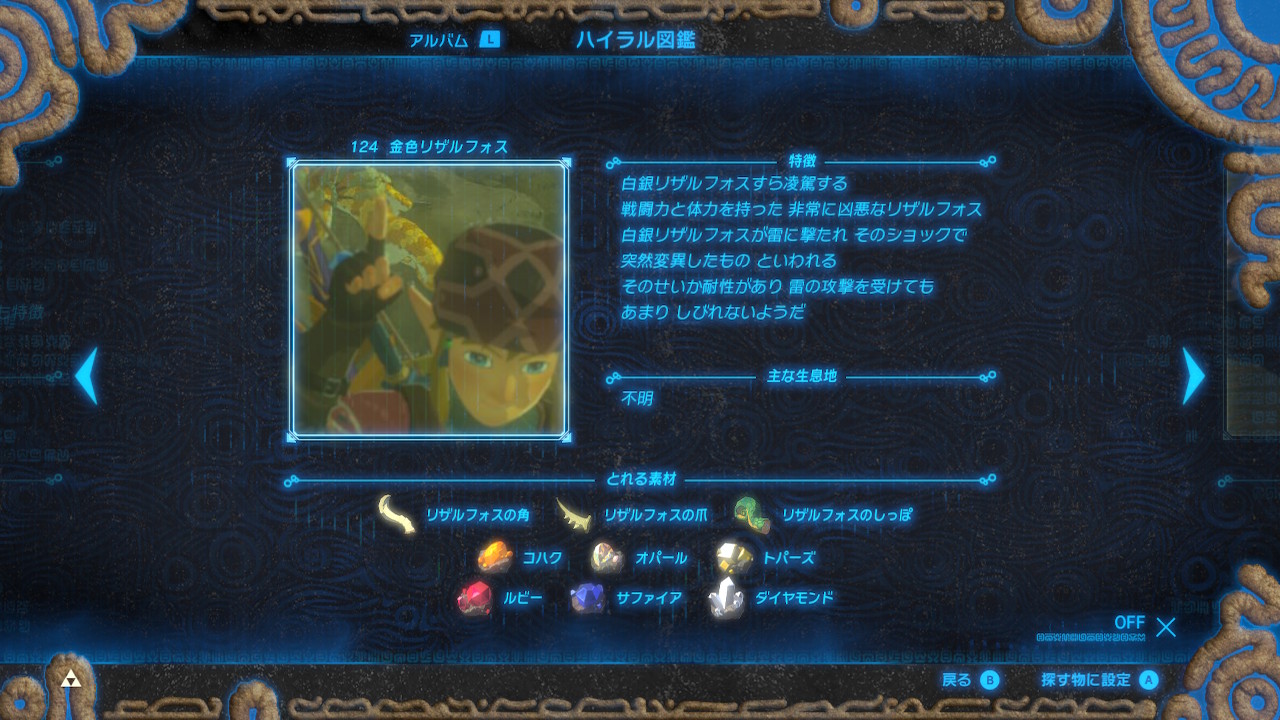 アルバム L
ハイラル図鑑
124 金色リザルフォス
特徴
白銀リザルフォスすら凌駕する
戦闘力と体力を持った 非常に凶悪なリザルフォス
白銀リザルフォスが雷に撃たれ そのショックで
突然変異したもの といわれる
そのせいか耐性があり 雷の攻撃を受けても
あまり しびれないようだ
主な生息地
不明
とれる素材
リザルフォスの角 リザルフォスの爪 リザルフォスのしっぽ
コハク オパール トパーズ
ルビー サファイア ダイヤモンド
OFF
戻る B 探す物に設定 A